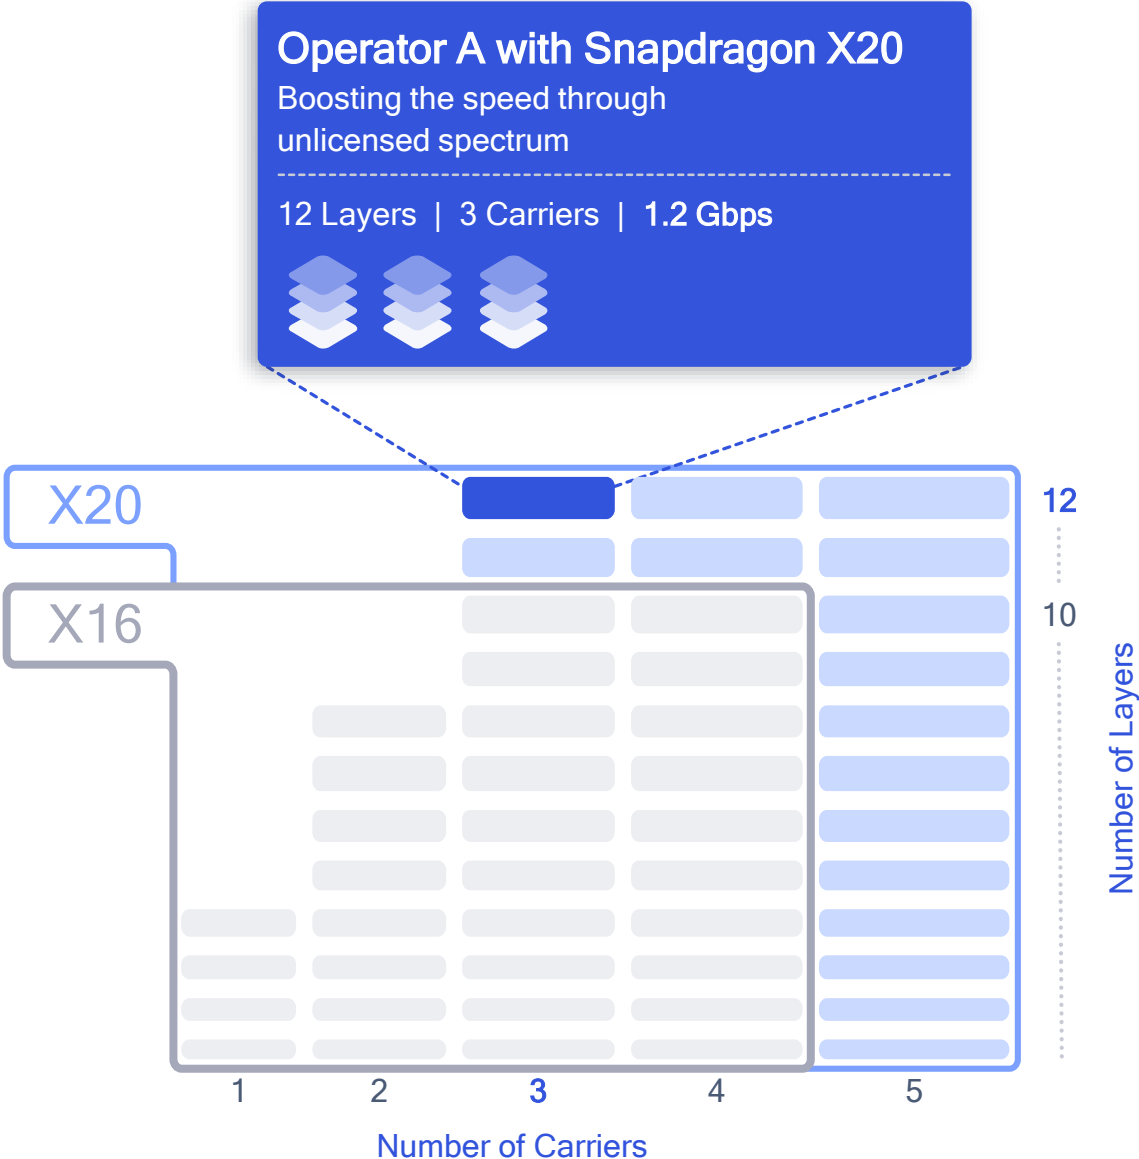 Operator A with Snapdragon X20
Boosting the speed through
unlicensed spectrum
12 Layers | 3 Carriers | 1.2 Gbps
X20
12
X16
10
Number of Layers
1 2 3 4 5
Number of Carriers